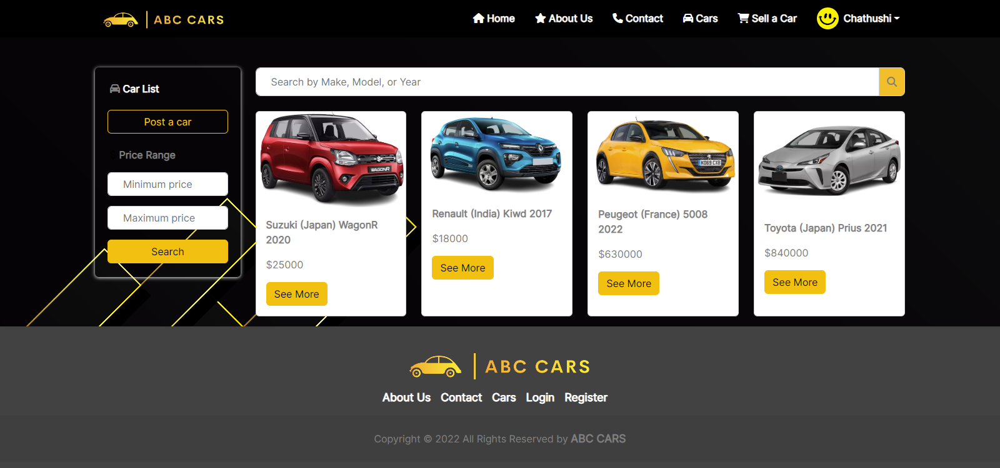 ABC CARS
Home
About Us
Contact
Cars
Sell a Car
Chathushi
Car List
Post a car
Price Range
Minimum price
Maximum price
Search
Search by Make, Model, or Year
WAGONR
Suzuki (Japan) WagonR
2020
$25000
See More
Renault (India) Kiwd 2017
$18000
See More
KO69 CXB
Peugeot (France) 5008
2022
$630000
See More
Toyota (Japan) Prius 2021
$840000
See More
ABC CARS
About Us Contact Cars Login Register
Copyright © 2022 All Rights Reserved by ABC CARS